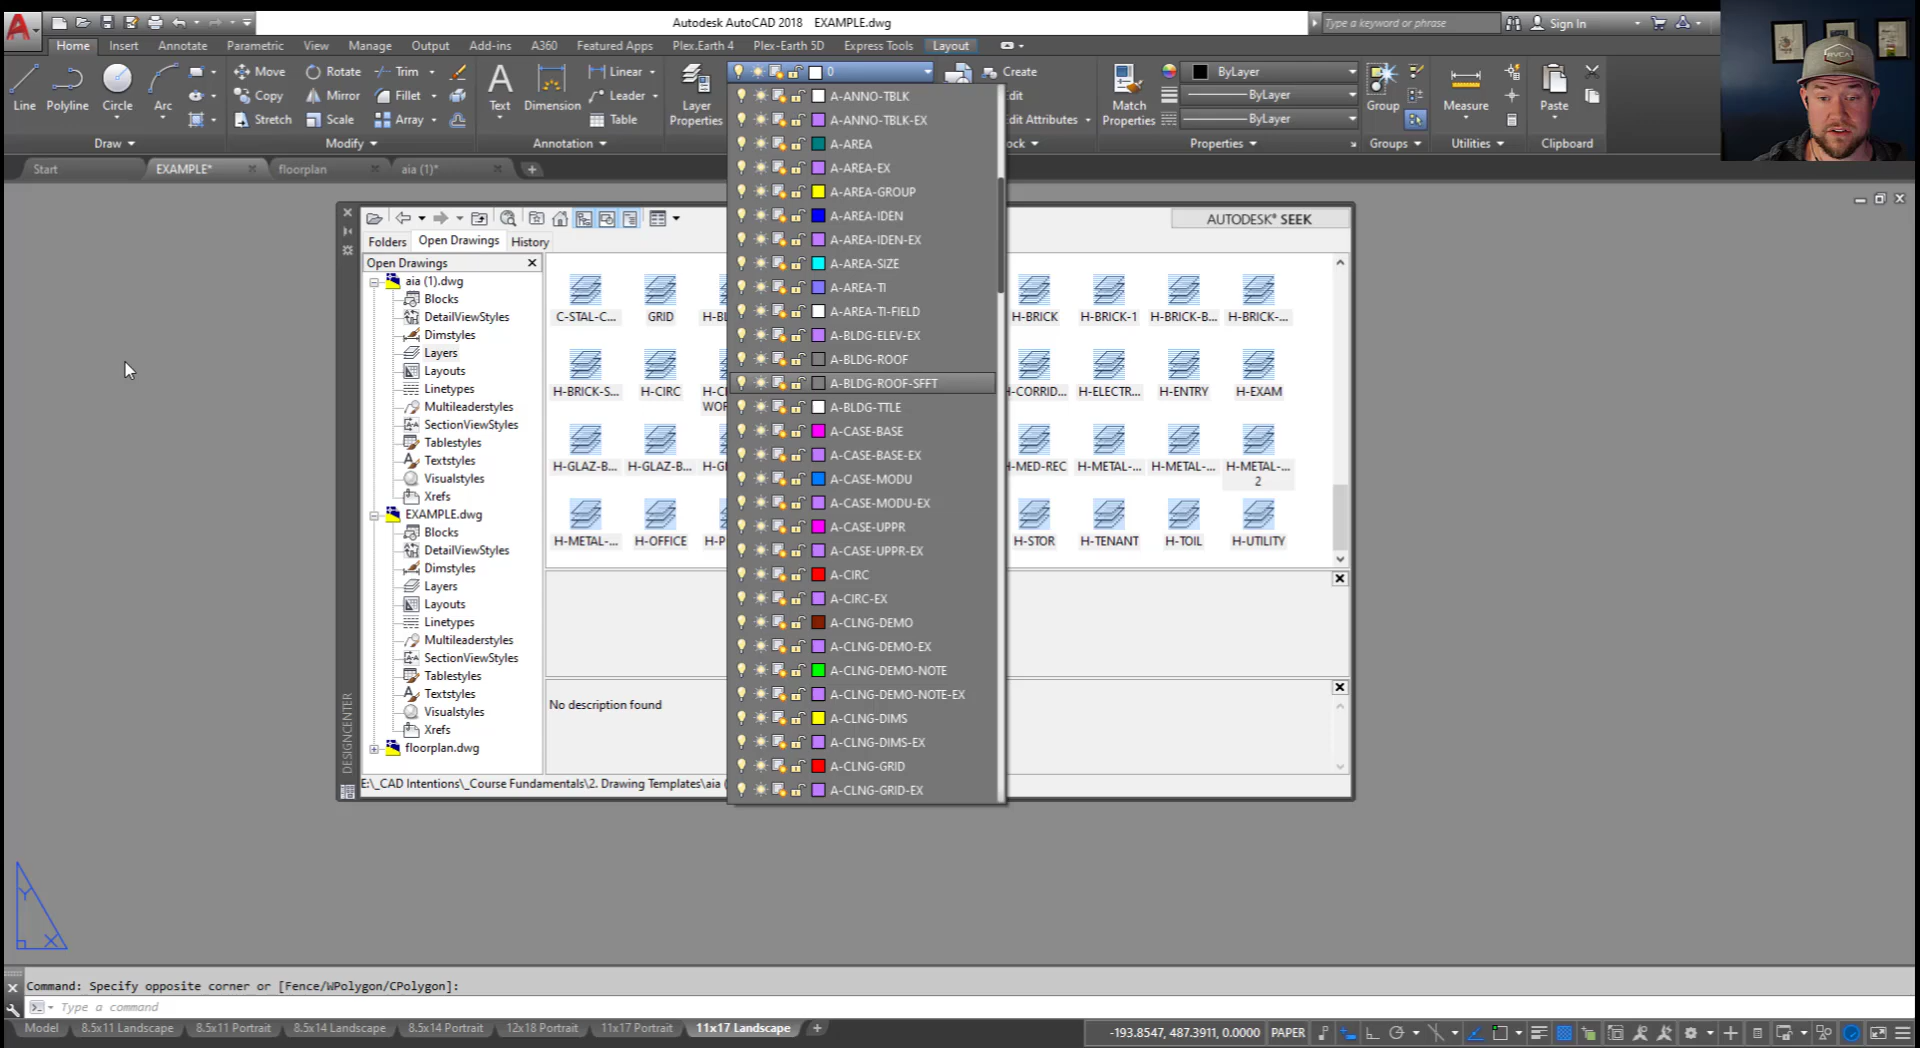 Autodesk AutoCAD 2018 EXAMPLE.dwg
Type a keyword or phrase
Sign In
Home Insert Annotate Parametric View Manage Output Add-ins A360 Featured Apps Plex.Earth 4 Plex-Earth 5D Express Tools Layout
Line Polyline Circle Arc
Move Rotate Trim
Copy Mirror Fillet
Stretch Scale Array
Text Dimension
Linear
Leader
Table
Layer Properties
0
Create
dit
dit Attributes
Match Properties
ByLayer
ByLayer
ByLayer
Group
Measure
Paste
Draw Modify Annotation ock Properties Groups Utilities Clipboard
Start EXAMPLE* floorplan aia (1)*
AUTODESK® SEEK
Folders Open Drawings History
Open Drawings
aia (1).dwg
Blocks
DetailViewStyles
Dimstyles
Layers
Layouts
Linetypes
Multileaderstyles
SectionViewStyles
Tablestyles
Textstyles
Visualstyles
Xrefs
EXAMPLE.dwg
Blocks
DetailViewStyles
Dimstyles
Layers
Layouts
Linetypes
Multileaderstyles
SectionViewStyles
Tablestyles
Textstyles
Visualstyles
Xrefs
floorplan.dwg
DESIGNCENTER
C-STAL-C... GRID H-BL
H-BRICK H-BRICK-1 H-BRICK-B... H-BRICK-...
H-BRICK-S... H-CIRC
H-CORRID... H-ELECTR... H-ENTRY H-EXAM
H-GLAZ-B... H-GLAZ-B...
H-MED-REC H-METAL-... H-METAL-... H-METAL-...
2
H-METAL-... H-OFFICE H-P
H-STOR H-TENANT H-TOIL H-UTILITY
A-ANNO-TBLK
A-ANNO-TBLK-EX
A-AREA
A-AREA-EX
A-AREA-GROUP
A-AREA-IDEN
A-AREA-IDEN-EX
A-AREA-SIZE
A-AREA-TI
A-AREA-TI-FIELD
A-BLDG-ELEV-EX
A-BLDG-ROOF
A-BLDG-ROOF-SFFT
A-BLDG-TTLE
A-CASE-BASE
A-CASE-BASE-EX
A-CASE-MODU
A-CASE-MODU-EX
A-CASE-UPPR
A-CASE-UPPR-EX
A-CIRC
A-CIRC-EX
A-CLNG-DEMO
A-CLNG-DEMO-EX
A-CLNG-DEMO-NOTE
A-CLNG-DEMO-NOTE-EX
A-CLNG-DIMS
A-CLNG-DIMS-EX
A-CLNG-GRID
A-CLNG-GRID-EX
No description found
E:\_CAD Intentions\_Course Fundamentals\2. Drawing Templates\aia (
Y
X
Command: Specify opposite corner or [Fence/WPolygon/CPolygon]:
Type a command
Model 8.5x11 Landscape 8.5x11 Portrait 8.5x14 Landscape 8.5x14 Portrait 12x18 Portrait 11x17 Portrait 11x17 Landscape
-193.8547, 487.3911, 0.0000 PAPER